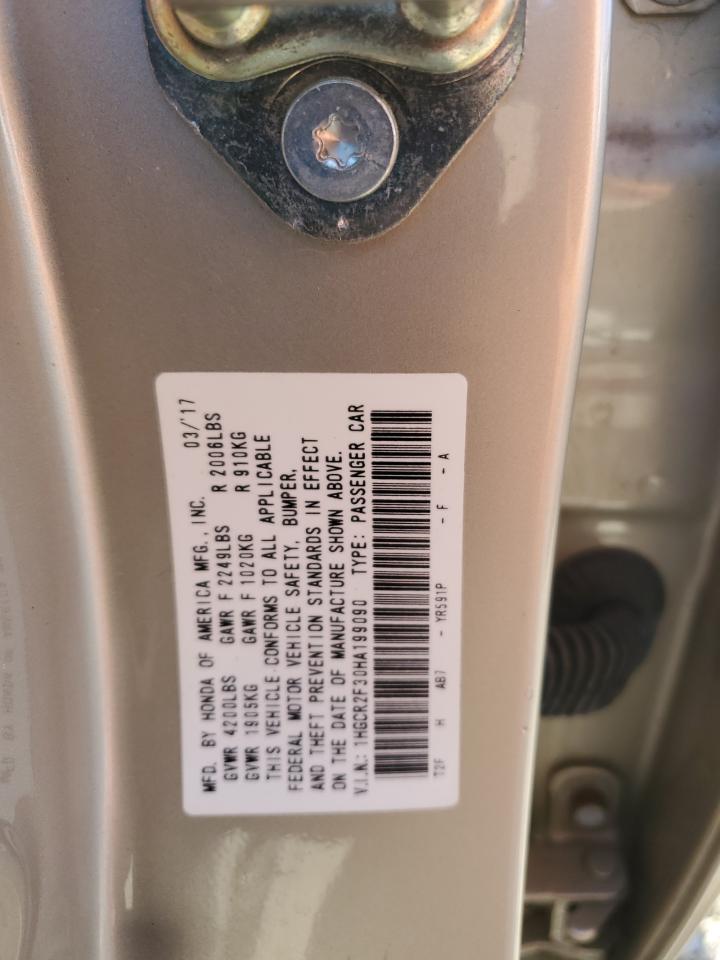 MFD. BY HONDA OF AMERICA MFG., INC. 03/'17
GVWR 4200LBS GAWR F 2249LBS R 2006LBS
GVWR 1905KG GAWR F 1020KG R 910KG
THIS VEHICLE CONFORMS TO ALL APPLICABLE
FEDERAL MOTOR VEHICLE SAFETY, BUMPER,
AND THEFT PREVENTION STANDARDS IN EFFECT
ON THE DATE OF MANUFACTURE SHOWN ABOVE.
V.I.N.: 1HGCR2F30HA199090 TYPE: PASSENGER CAR
T2F H AB7 - YR591P - F - A